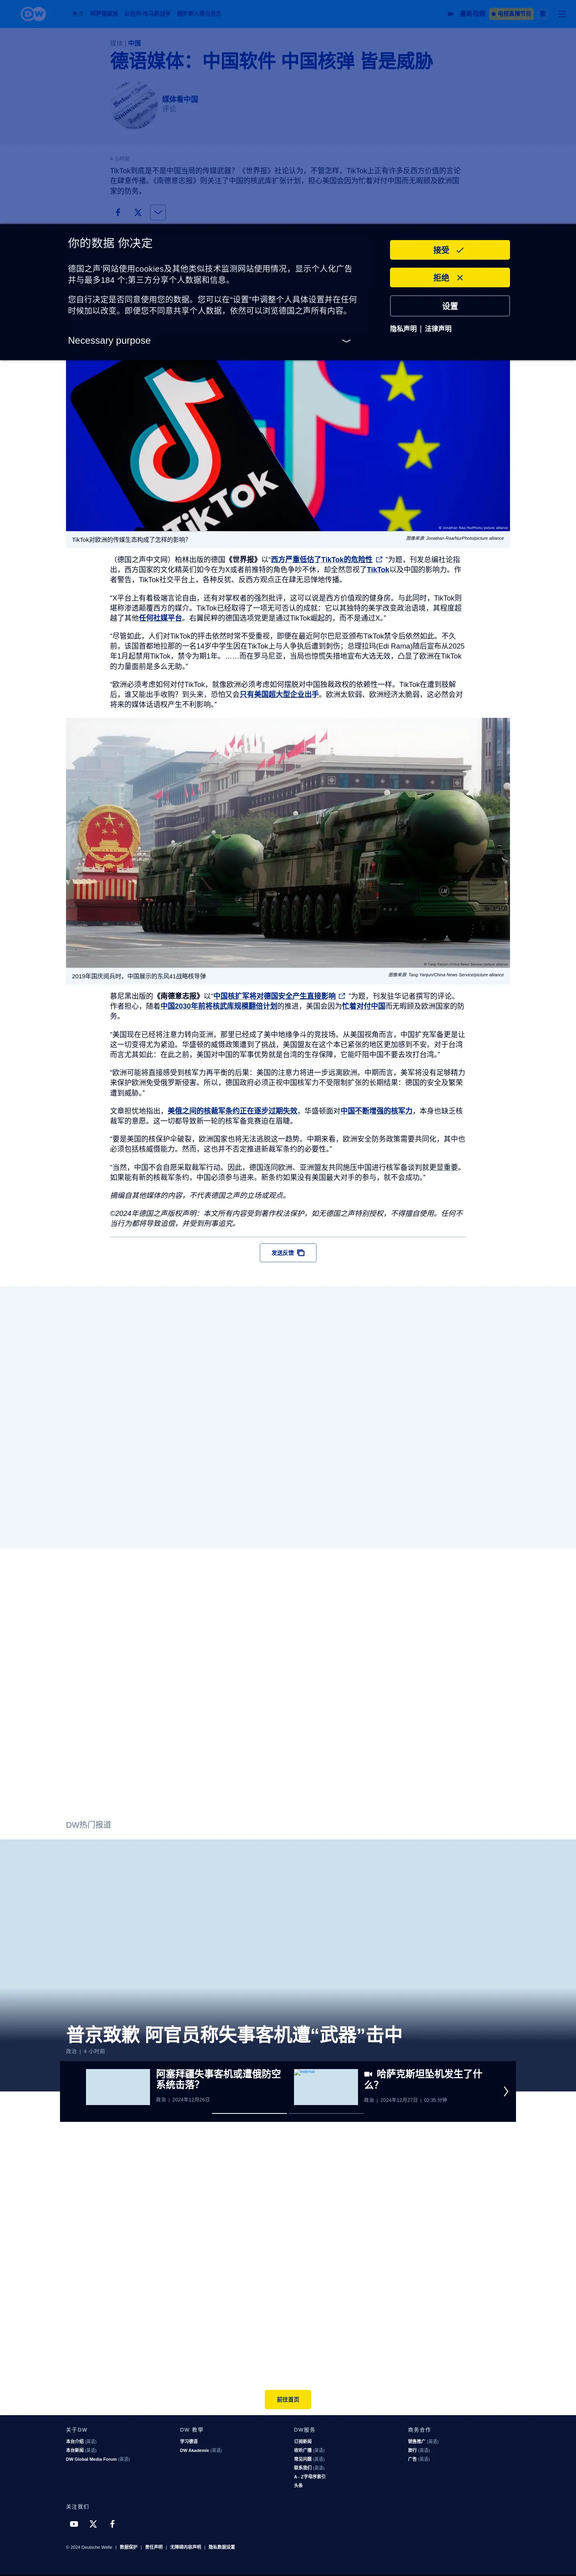 DW
最新视频
电视直播节目
媒体 | 中国
德语媒体：中国软件 中国核弹 皆是威胁
媒体看中国
评论
4 小时前
TikTok到底是不是中国当局的传媒武器？《世界报》社论认为，不管怎样，TikTok上正有许多反西方价值的言论
在肆意传播。《南德意志报》则关注了中国的核武库扩张计划，担心美国会因为忙着对付中国而无暇顾及欧洲国
家的防务。
你的数据 你决定
德国之声'网站使用cookies及其他类似技术监测网站使用情况，显示个人化广告
并与最多184 个;第三方分享个人数据和信息。
您自行决定是否同意使用您的数据。您可以在"设置"中调整个人具体设置并在任何
时候加以改变。即使您不同意共享个人数据，依然可以浏览德国之声所有内容。
Necessary purpose
接受
拒绝
设置
隐私声明 | 法律声明
TikTok
© Jonathan Raa/NurPhoto/picture alliance
TikTok对欧洲的传媒生态构成了怎样的影响?
图像来源: Jonathan Raa/NurPhoto/picture alliance
（德国之声中文网）柏林出版的德国《世界报》以“西方严重低估了TikTok的危险性 ”为题，刊发总编社论指
出，西方国家的文化精英们如今在为X或者前推特的角色争吵不休，却全然忽视了TikTok以及中国的影响力。作
者警告，TikTok社交平台上，各种反犹、反西方观点正在肆无忌惮地传播。
“X平台上有着极端言论自由，还有对掌权者的强烈批评，这可以说是西方价值观的健身房。与此同时，TikTok则
堪称渗透颠覆西方的媒介。TikTok已经取得了一项无可否认的成就：它以其独特的美学改变政治语境，其程度超
越了其他任何社媒平台。右翼民粹的德国选项党更是通过TikTok崛起的，而不是通过X。”
“尽管如此，人们对TikTok的抨击依然时常不受重视，即便在最近阿尔巴尼亚颁布TikTok禁令后依然如此。不久
前，该国首都地拉那的一名14岁中学生因在TikTok上与人争执后遭到刺伤；总理拉玛(Edi Rama)随后宣布从2025
年1月起禁用TikTok，禁令为期1年。……而在罗马尼亚，当局也惊慌失措地宣布大选无效，凸显了欧洲在TikTok
的力量面前是多么无助。”
“欧洲必须考虑如何对付TikTok，就像欧洲必须考虑如何摆脱对中国独裁政权的依赖性一样。TikTok在遭到肢解
后，谁又能出手收购？到头来，恐怕又会只有美国超大型企业出手。欧洲太软弱、欧洲经济太脆弱，这必然会对
将来的媒体话语权产生不利影响。”
© Tang Yanjun/China News Service/picture alliance
2019年国庆阅兵时，中国展示的东风41战略核导弹
图像来源: Tang Yanjun/China News Service/picture alliance
慕尼黑出版的《南德意志报》以“中国核扩军将对德国安全产生直接影响 ”为题，刊发驻华记者撰写的评论。
作者担心，随着中国2030年前将核武库规模翻倍计划的推进，美国会因为忙着对付中国而无暇顾及欧洲国家的防
务。
“美国现在已经将注意力转向亚洲，那里已经成了美中地缘争斗的竞技场。从美国视角而言，中国扩充军备更是让
这一切变得尤为紧迫。华盛顿的威慑政策遭到了挑战，美国盟友在这个本已紧张的地区更加感到不安。对于台湾
而言尤其如此：在此之前，美国对中国的军事优势就是台湾的生存保障，它能吓阻中国不要去攻打台湾。”
“欧洲可能将直接感受到核军力再平衡的后果：美国的注意力将进一步远离欧洲。中期而言，美军将没有足够精力
来保护欧洲免受俄罗斯侵害。所以，德国政府必须正视中国核军力不受限制扩张的长期结果：德国的安全及繁荣
遭到威胁。”
文章担忧地指出，美俄之间的核裁军条约正在逐步过期失效，华盛顿面对中国不断增强的核军力，本身也缺乏核
裁军的意愿。这一切都导致新一轮的核军备竞赛迫在眉睫。
“要是美国的核保护伞破裂，欧洲国家也将无法逃脱这一趋势。中期来看，欧洲安全防务政策需要共同化，其中也
必须包括核威慑能力。然而，这也并不否定推进新裁军条约的必要性。”
“当然，中国不会自愿采取裁军行动。因此，德国连同欧洲、亚洲盟友共同施压中国进行核军备谈判就更显重要。
如果能有新的核裁军条约，中国必须参与进来。新条约如果没有美国最大对手的参与，就不会成功。”
摘编自其他媒体的内容，不代表德国之声的立场或观点。
©2024年德国之声版权声明：本文所有内容受到著作权法保护，如无德国之声特别授权，不得擅自使用。任何不
当行为都将导致追偿，并受到刑事追究。
发送反馈
DW热门报道
普京致歉 阿官员称失事客机遭“武器”击中
政治 | 4 小时前
阿塞拜疆失事客机或遭俄防空
系统击落?
政治 | 2024年12月26日
哈萨克斯坦坠机发生了什
么?
政治 | 2024年12月27日 | 02:35 分钟
前往首页
关于DW
本台介绍 (英语)
本台新闻 (英语)
DW Global Media Forum (英语)
DW 教学
学习德语
DW Akademie (英语)
DW服务
订阅新闻
收听广播 (英语)
常见问题 (英语)
联系我们 (英语)
A - Z字母序索引
头条
商务合作
销售推广 (英语)
旅行 (英语)
广告 (英语)
关注我们
© 2024 Deutsche Welle | 数据保护 | 责任声明 | 无障碍内容声明 | 隐私数据设置